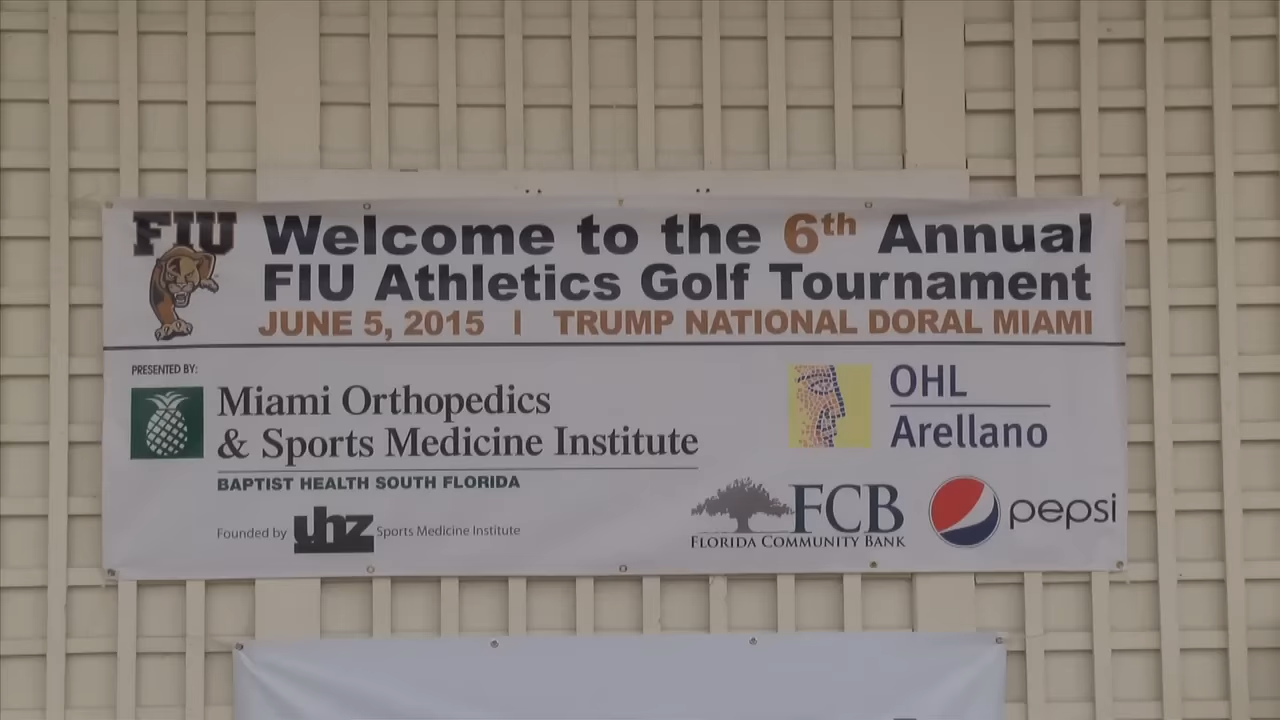 FIU
Welcome to the 6th Annual
FIU Athletics Golf Tournament
JUNE 5, 2015 | TRUMP NATIONAL DORAL MIAMI
PRESENTED BY:
Miami Orthopedics
& Sports Medicine Institute
BAPTIST HEALTH SOUTH FLORIDA
Founded by uhz Sports Medicine Institute
OHL
Arellano
FCB
FLORIDA COMMUNITY BANK
pepsi